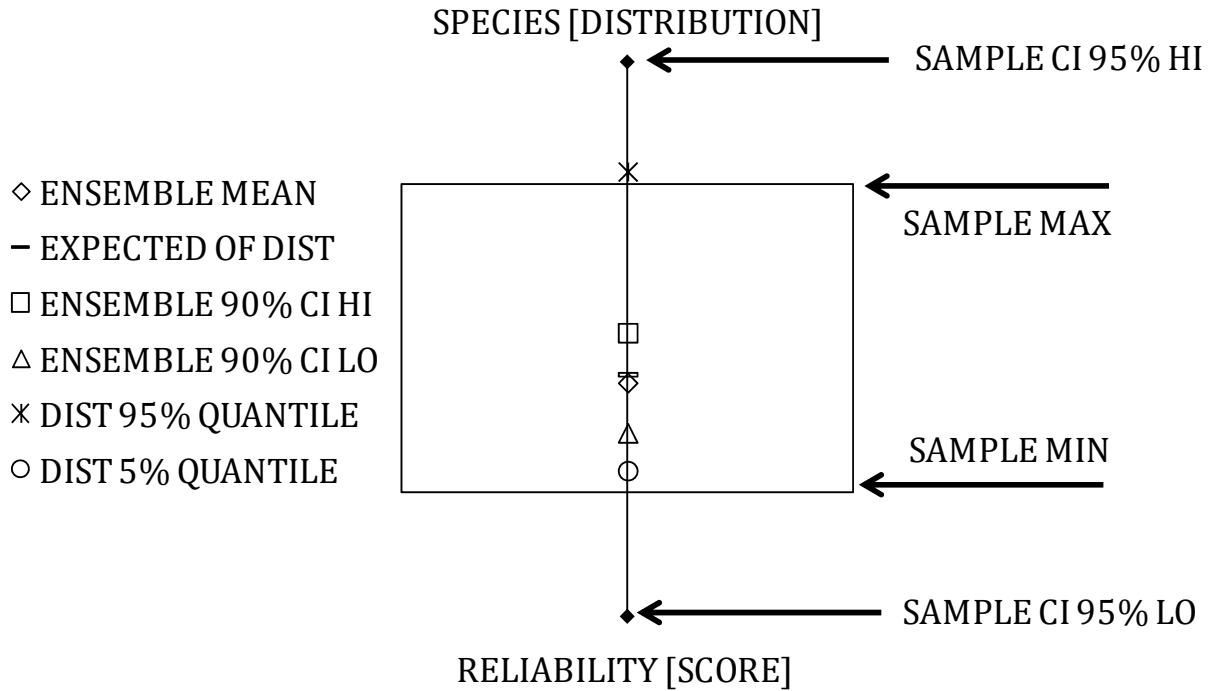 SPECIES [DISTRIBUTION]
SAMPLE CI 95% HI
ENSEMBLE MEAN
EXPECTED OF DIST
ENSEMBLE 90% CI HI
ENSEMBLE 90% CI LO
DIST 95% QUANTILE
DIST 5% QUANTILE
SAMPLE MAX
SAMPLE MIN
SAMPLE CI 95% LO
RELIABILITY [SCORE]